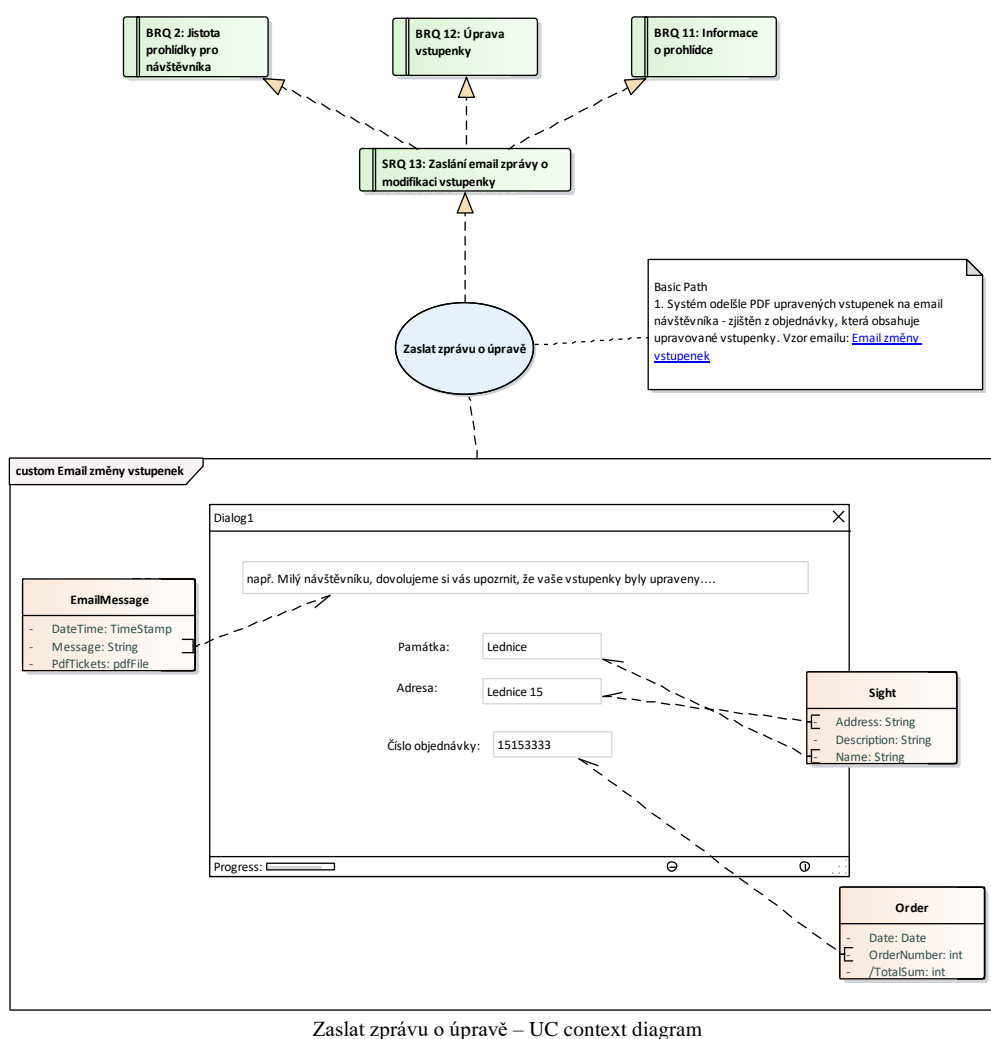 BRQ 2: Jistota
prohlídky pro
návštěvníka
BRQ 12: Úprava
vstupenky
BRQ 11: Informace
o prohlídce
SRQ 13: Zaslání email zprávy o
modifikaci vstupenky
Basic Path
1. Systém odelšle PDF upravených vstupenek na email
návštěvníka - zjištěn z objednávky, která obsahuje
upravované vstupenky. Vzor emailu: Email změny
vstupenek
Zaslat zprávu o úpravě
custom Email změny vstupenek
Dialog1
např. Milý návštěvníku, dovolujeme si vás upozrnit, že vaše vstupenky byly upraveny....
EmailMessage
- DateTime: TimeStamp
- Message: String
- PdfTickets: pdfFile
Památka:
Lednice
Adresa:
Lednice 15
Číslo objednávky:
15153333
Sight
- Address: String
- Description: String
- Name: String
Progress:
Order
- Date: Date
- OrderNumber: int
- /TotalSum: int
Zaslat zprávu o úpravě – UC context diagram